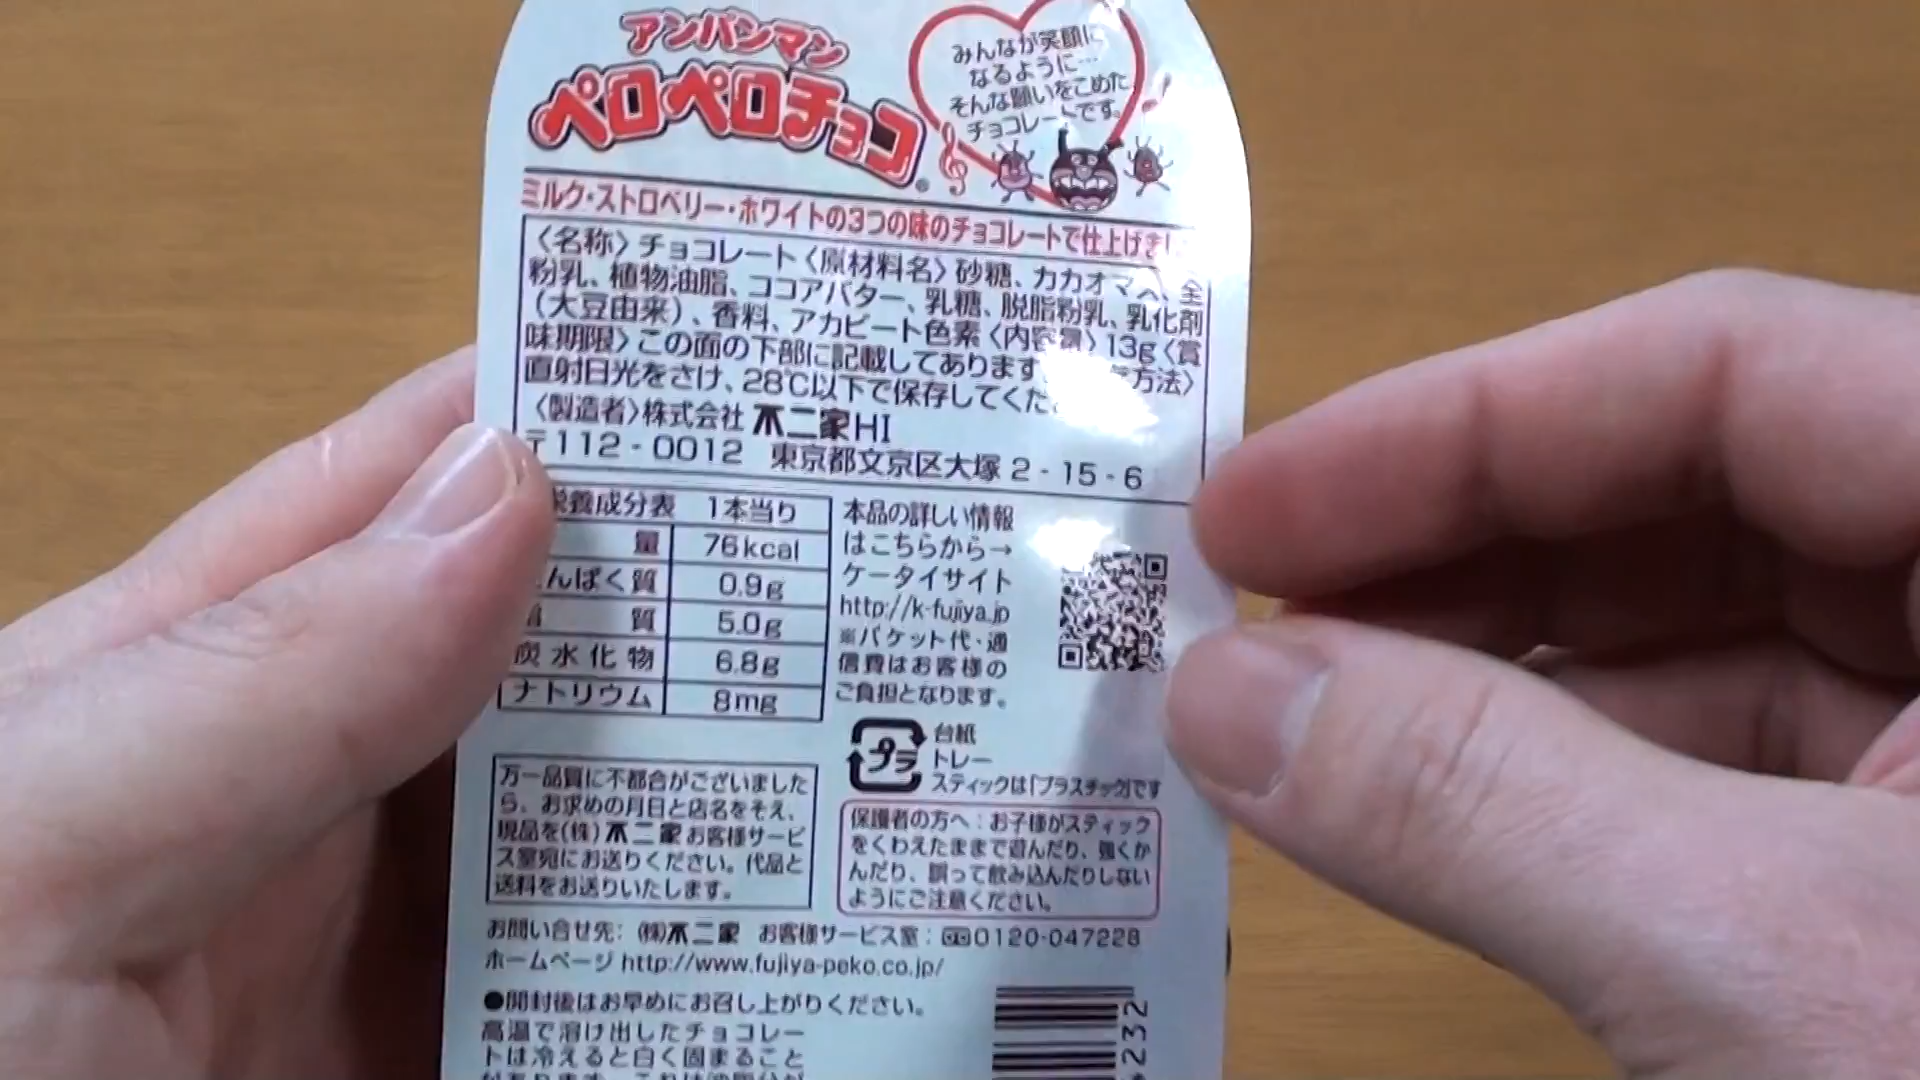 アンパンマン
ペロペロチョコ
みんなが笑顔に
なるように…
そんな願いをこめた
チョコレートです。
ミルク・ストロベリー・ホワイトの3つの味のチョコレートで仕上げまし
〈名称〉チョコレート〈原材料名〉砂糖、カカオマス、全
粉乳、植物油脂、ココアバター、乳糖、脱脂粉乳、乳化剤
（大豆由来）、香料、アカビート色素〈内容量〉13g〈賞
味期限〉この面の下部に記載してあります 方法〉
直射日光をさけ、28℃以下で保存してくだ
〈製造者〉株式会社 不二家HI
〒112-0012 東京都文京区大塚2-15-6
栄養成分表 1本当り
量 76kcal
んぱく質 0.9g
質 5.0g
炭水化物 6.8g
ナトリウム 8mg
本品の詳しい情報
はこちらから→
ケータイサイト
http://k-fujiya.jp
※パケット代・通
信費はお客様の
ご負担となります。
プラ
台紙
トレー
スティックは「プラスチック」です
万一品質に不都合がございました
ら、お求めの月日と店名をそえ、
現品を(株)不二家お客様サービ
ス室宛にお送りください。代品と
送料をお送りいたします。
保護者の方へ：お子様がスティック
をくわえたままで遊んだり、強くか
んだり、誤って飲み込んだりしない
ようにご注意ください。
お問い合せ先：(株)不二家 お客様サービス室：0120-047228
ホームページ http://www.fujiya-peko.co.jp/
●開封後はお早めにお召し上がりください。
高温で溶け出したチョコレー
トは冷えると白く固まること
232